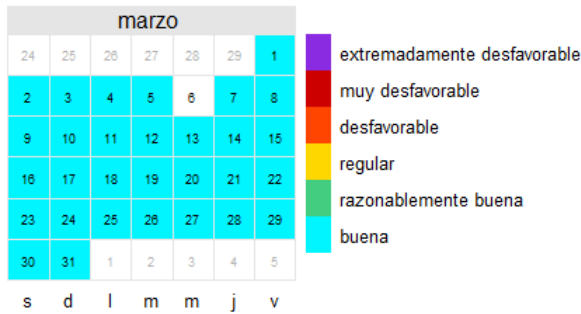 marzo
24 25 26 27 28 29 1
2 3 4 5 6 7 8
9 10 11 12 13 14 15
16 17 18 19 20 21 22
23 24 25 26 27 28 29
30 31 1 2 3 4 5
s d l m m j v
extremadamente desfavorable
muy desfavorable
desfavorable
regular
razonablemente buena
buena